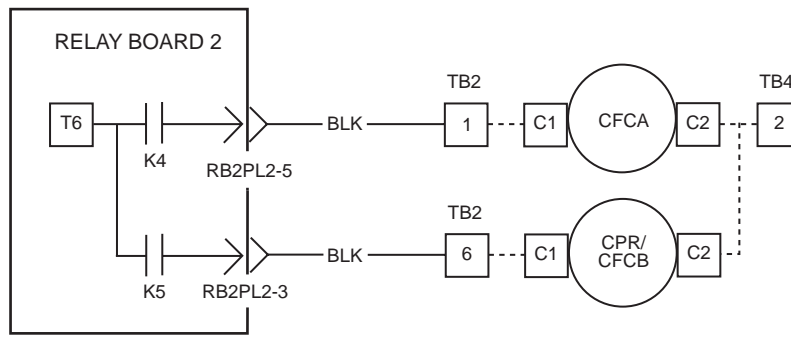 RELAY BOARD 2
TB2
TB4
T6
BLK
1
C1
CFCA
C2
2
K4
RB2PL2-5
TB2
BLK
6
C1
CPR/
CFCB
C2
K5
RB2PL2-3